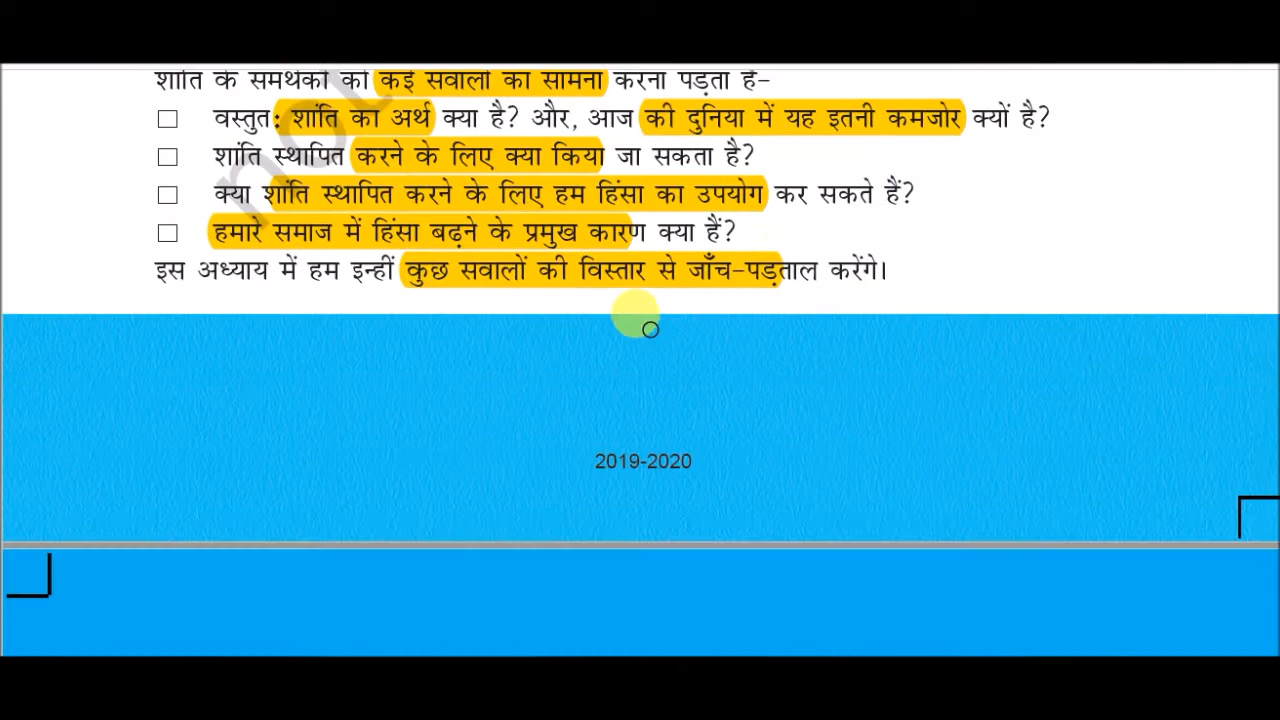 शांति के समर्थकों को कई सवालों का सामना करना पड़ता है–
वस्तुत: शांति का अर्थ क्या है? और, आज की दुनिया में यह इतनी कमजोर क्यों है?
शांति स्थापित करने के लिए क्या किया जा सकता है?
क्या शांति स्थापित करने के लिए हम हिंसा का उपयोग कर सकते हैं?
हमारे समाज में हिंसा बढ़ने के प्रमुख कारण क्या हैं?
इस अध्याय में हम इन्हीं कुछ सवालों की विस्तार से जाँच-पड़ताल करेंगे।
not
2019-2020